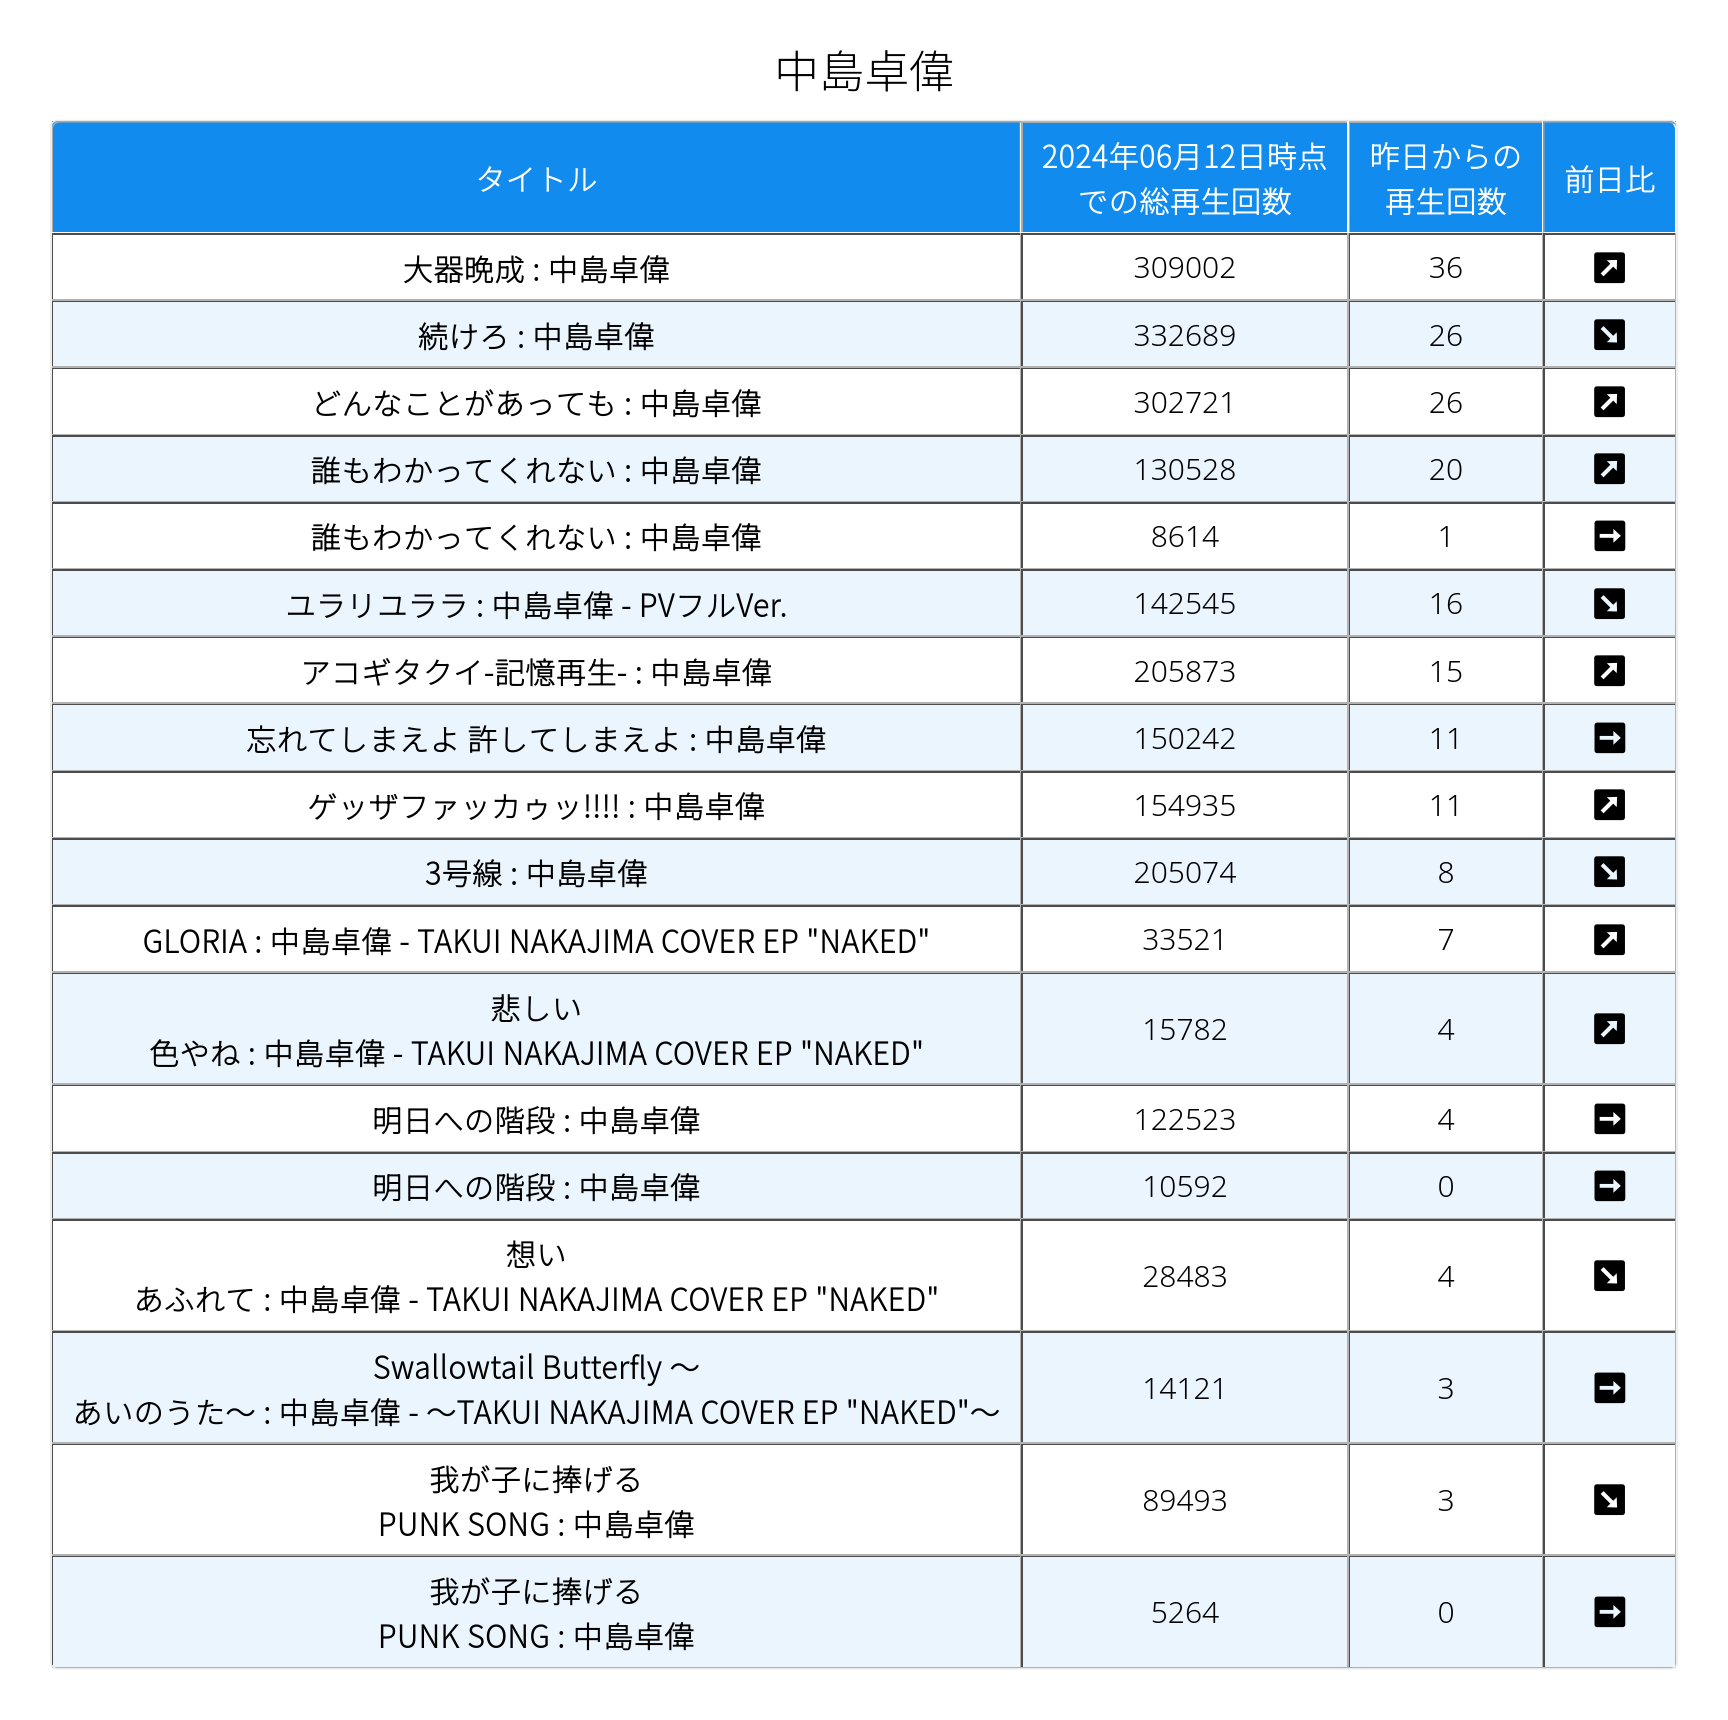 中島卓偉
タイトル
2024年06月12日時点
での総再生回数
昨日からの
再生回数
前日比
大器晩成 : 中島卓偉 309002 36 ↗
続けろ : 中島卓偉 332689 26 ↘
どんなことがあっても : 中島卓偉 302721 26 ↗
誰もわかってくれない : 中島卓偉 130528 20 ↗
誰もわかってくれない : 中島卓偉 8614 1 →
ユラリユララ : 中島卓偉 - PVフルVer. 142545 16 ↘
アコギタクイ-記憶再生- : 中島卓偉 205873 15 ↗
忘れてしまえよ 許してしまえよ : 中島卓偉 150242 11 →
ゲッザファッカゥッ!!!! : 中島卓偉 154935 11 ↗
3号線 : 中島卓偉 205074 8 ↘
GLORIA : 中島卓偉 - TAKUI NAKAJIMA COVER EP "NAKED" 33521 7 ↗
悲しい
色やね : 中島卓偉 - TAKUI NAKAJIMA COVER EP "NAKED" 15782 4 ↗
明日への階段 : 中島卓偉 122523 4 →
明日への階段 : 中島卓偉 10592 0 →
想い
あふれて : 中島卓偉 - TAKUI NAKAJIMA COVER EP "NAKED" 28483 4 ↘
Swallowtail Butterfly 〜
あいのうた〜 : 中島卓偉 - 〜TAKUI NAKAJIMA COVER EP "NAKED"〜 14121 3 →
我が子に捧げる
PUNK SONG : 中島卓偉 89493 3 ↘
我が子に捧げる
PUNK SONG : 中島卓偉 5264 0 →